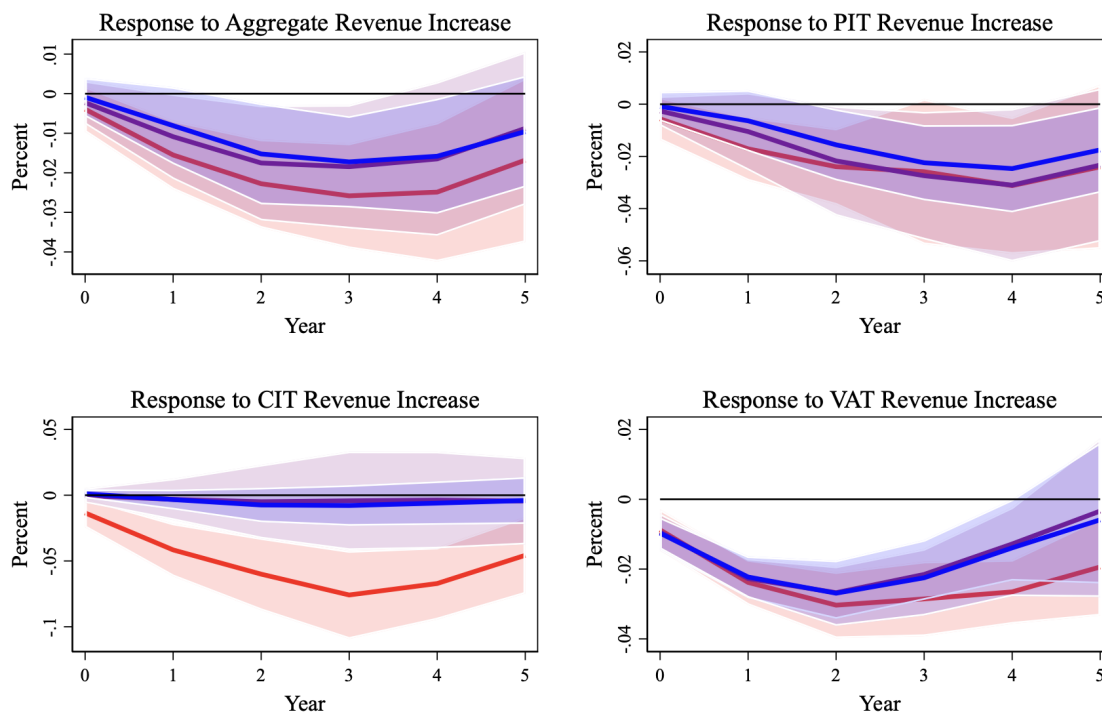 Response to Aggregate Revenue Increase
.01
0
-.01
-.02
-.03
-.04
Percent
0 1 2 3 4 5
Year
Response to PIT Revenue Increase
.02
0
-.02
-.04
-.06
Percent
0 1 2 3 4 5
Year
Response to CIT Revenue Increase
.05
0
-.05
-.1
Percent
0 1 2 3 4 5
Year
Response to VAT Revenue Increase
.02
0
-.02
-.04
Percent
0 1 2 3 4 5
Year